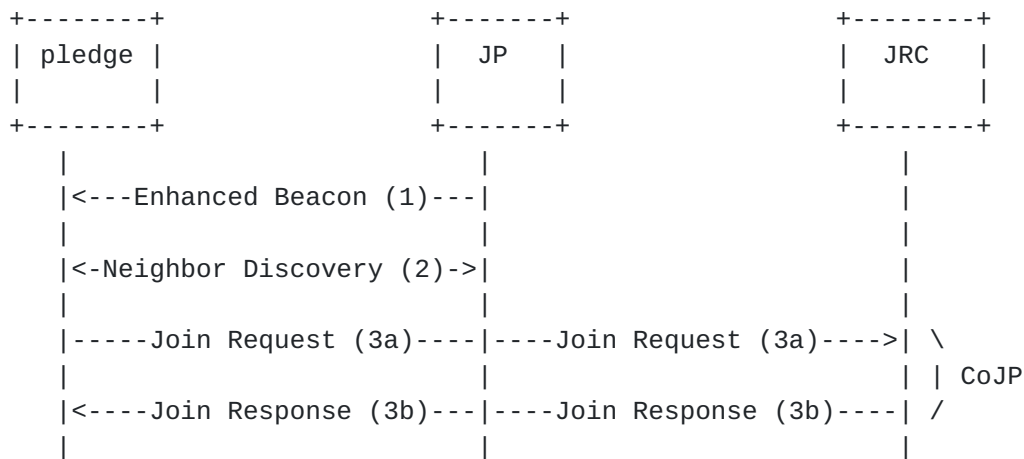 +--------+                 +-------+                 +--------+
| pledge |                 |  JP   |                 |  JRC   |
|        |                 |       |                 |        |
+--------+                 +-------+                 +--------+
   |                          |                          |
   |<---Enhanced Beacon (1)---|                          |
   |                          |                          |
   |<-Neighbor Discovery (2)->|                          |
   |                          |                          |
   |-----Join Request (3a)----|----Join Request (3a)---->| \
   |                          |                          | | CoJP
   |<----Join Response (3b)---|----Join Response (3b)----| /
   |                          |                          |